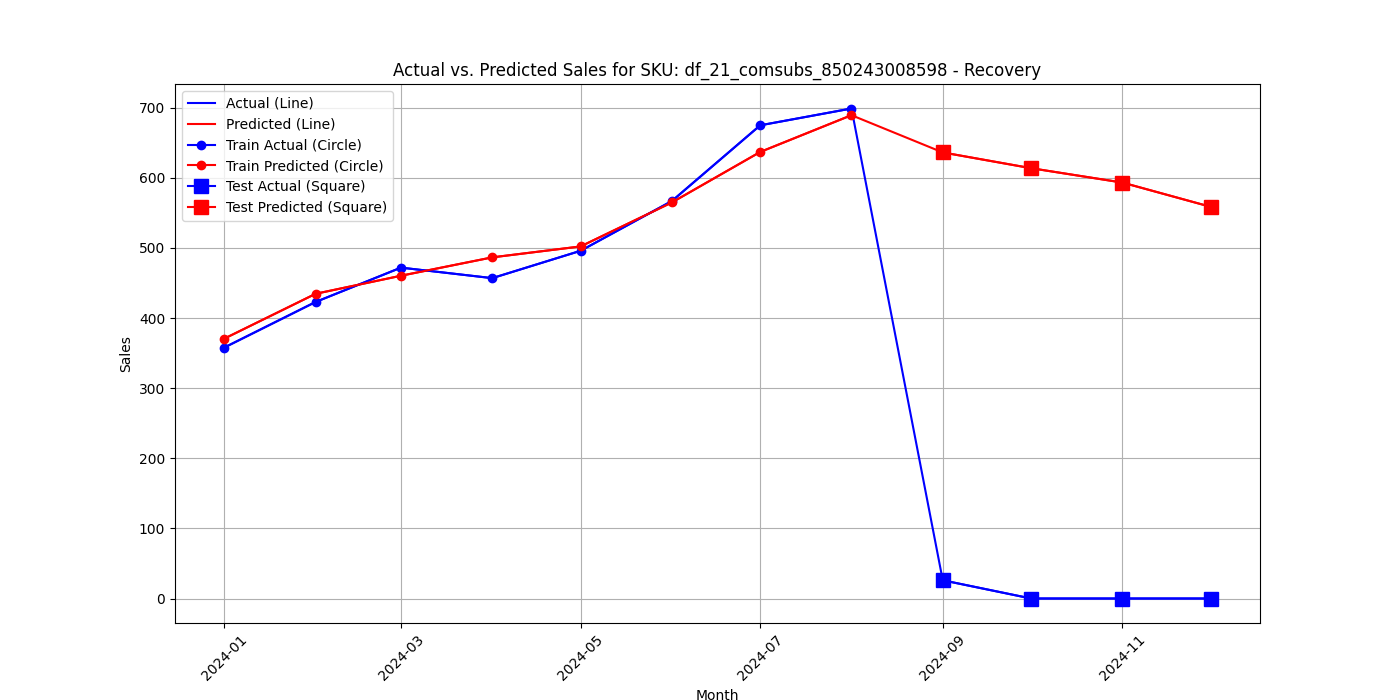 Actual vs. Predicted Sales for SKU: df_21_comsubs_850243008598 - Recovery
Actual (Line)
Predicted (Line)
Train Actual (Circle)
Train Predicted (Circle)
Test Actual (Square)
Test Predicted (Square)
700
600
500
400
300
200
100
0
Sales
2024-01
2024-03
2024-05
2024-07
2024-09
2024-11
Month